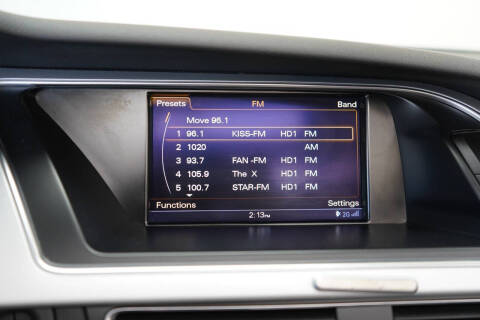 Presets FM Band
Move 96.1
1 96.1 KISS-FM HD1 FM
2 1020 AM
3 93.7 FAN -FM HD1 FM
4 105.9 The X HD1 FM
5 100.7 STAR-FM HD1 FM
Functions Settings
2:13PM 2G